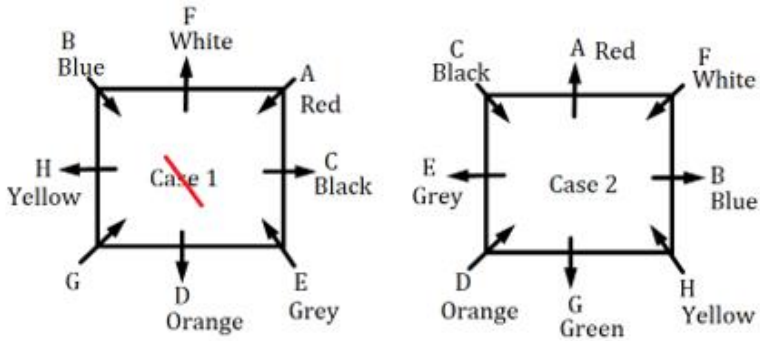 F
White
B
Blue
A
Red
H
Yellow
Case 1
C
Black
G
D
Orange
E
Grey
C
Black
A Red
F
White
E
Grey
Case 2
B
Blue
D
Orange
G
Green
H
Yellow